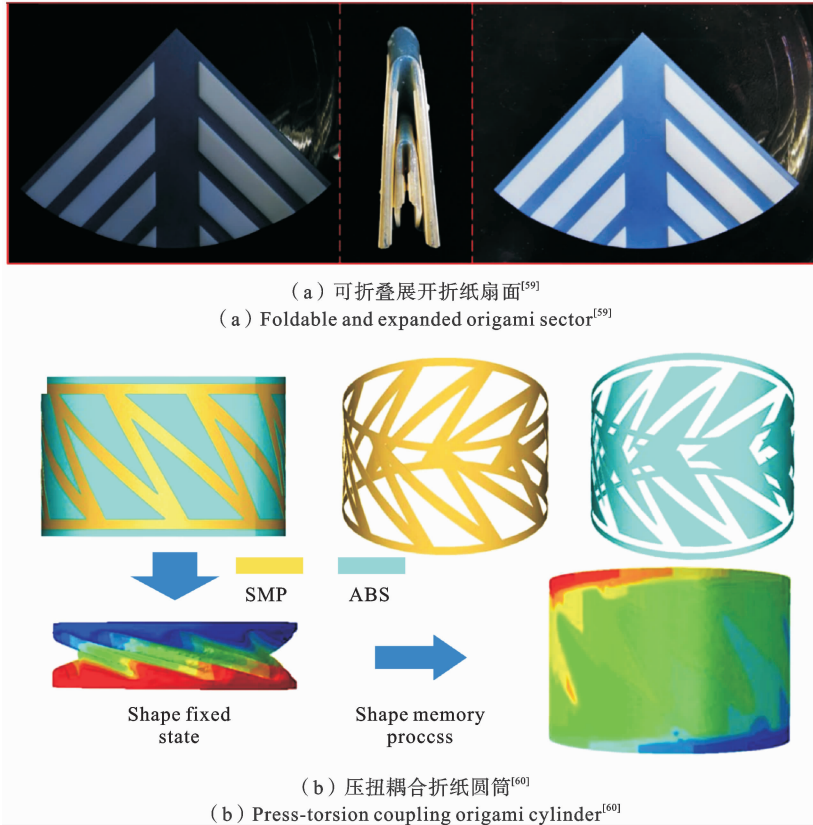 （a）可折叠展开折纸扇面[59]
（a）Foldable and expanded origami sector[59]
SMP ABS
Shape fixed
state
Shape memory
proccss
（b）压扭耦合折纸圆筒[60]
（b）Press-torsion coupling origami cylinder[60]